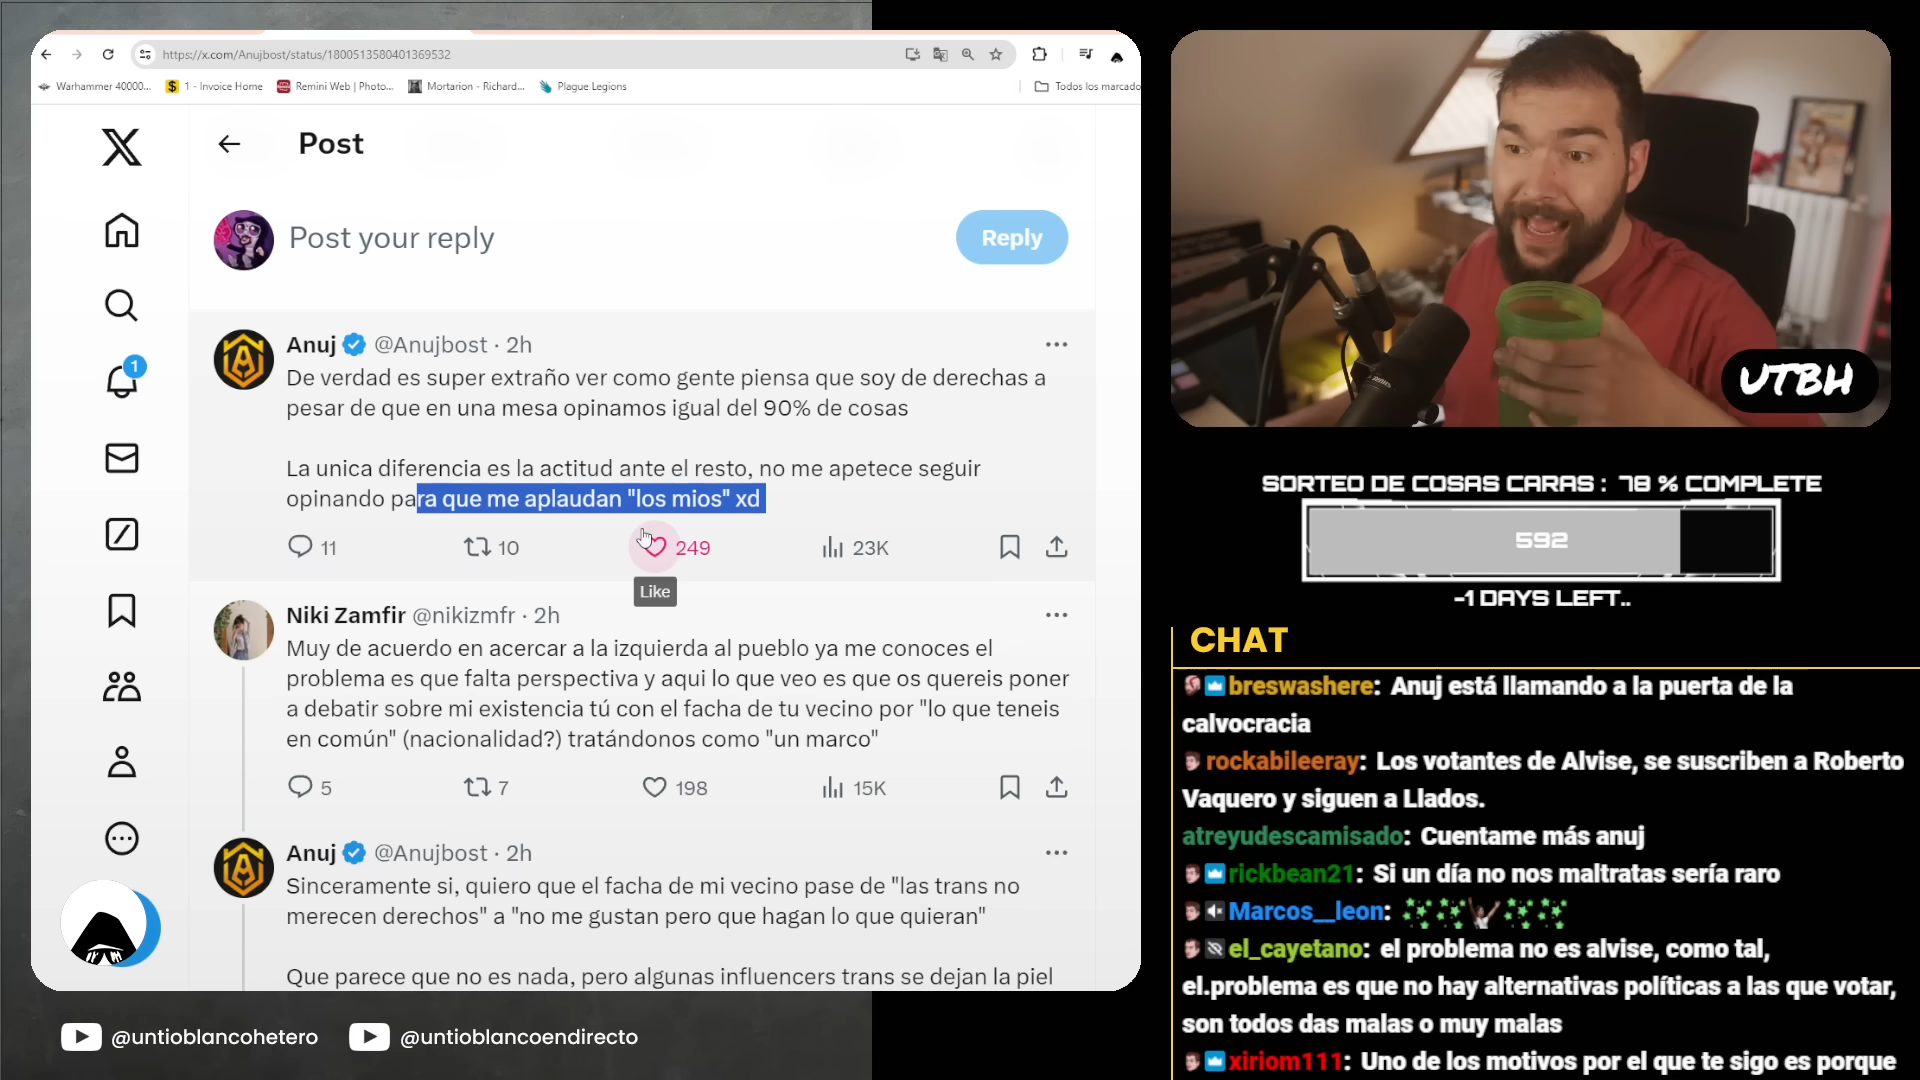 https://x.com/Anujbost/status/1800513580401369532
Warhammer 40000...
1 - Invoice Home
Remini Web | Photo...
Mortarion - Richard...
Plague Legions
Todos los marcado
Post
Post your reply
Reply
1
Anuj @Anujbost · 2h
De verdad es super extraño ver como gente piensa que soy de derechas a
pesar de que en una mesa opinamos igual del 90% de cosas
La unica diferencia es la actitud ante el resto, no me apetece seguir
opinando para que me aplaudan "los mios" xd
11 10 249 23K
Like
Niki Zamfir @nikizmfr · 2h
Muy de acuerdo en acercar a la izquierda al pueblo ya me conoces el
problema es que falta perspectiva y aqui lo que veo es que os quereis poner
a debatir sobre mi existencia tú con el facha de tu vecino por "lo que teneis
en común" (nacionalidad?) tratándonos como "un marco"
5 7 198 15K
Anuj @Anujbost · 2h
Sinceramente si, quiero que el facha de mi vecino pase de "las trans no
merecen derechos" a "no me gustan pero que hagan lo que quieran"
Que parece que no es nada, pero algunas influencers trans se dejan la piel
@untioblancohetero
@untioblancoendirecto
UTBH
SORTEO DE COSAS CARAS : 78 % COMPLETE
592
-1 DAYS LEFT..
CHAT
breswashere: Anuj está llamando a la puerta de la
calvocracia
rockabileeray: Los votantes de Alvise, se suscriben a Roberto
Vaquero y siguen a Llados.
atreyudescamisado: Cuentame más anuj
rickbean21: Si un día no nos maltratas sería raro
Marcos__leon:
el_cayetano: el problema no es alvise, como tal,
el.problema es que no hay alternativas políticas a las que votar,
son todos das malas o muy malas
xiriom111: Uno de los motivos por el que te sigo es porque